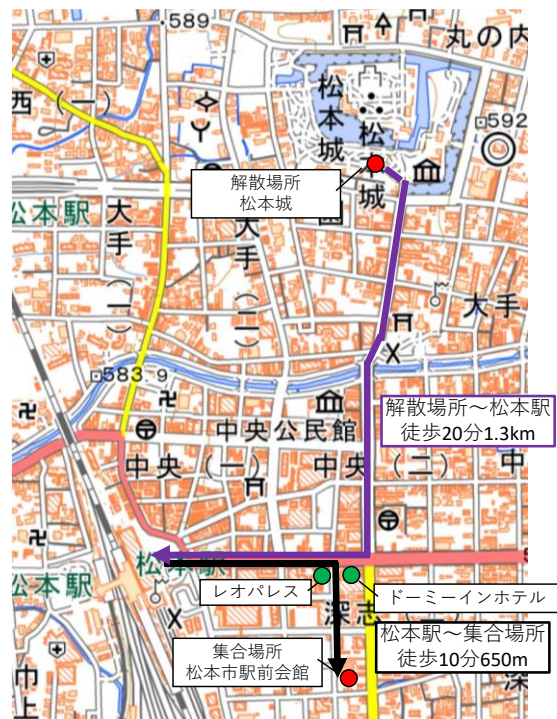 589
丸の内
西(一)
松本城
592
松本城
解散場所
松本城
松本駅
大手(二)
大手(一)
大手
583.9
解散場所～松本駅
徒歩20分1.3km
中央公民館
中央(一)
中央(二)
中
松本駅
松本駅
レオパレス
ドーミーインホテル
深志
松本駅～集合場所
徒歩10分650m
集合場所
松本市駅前会館
巾上
深